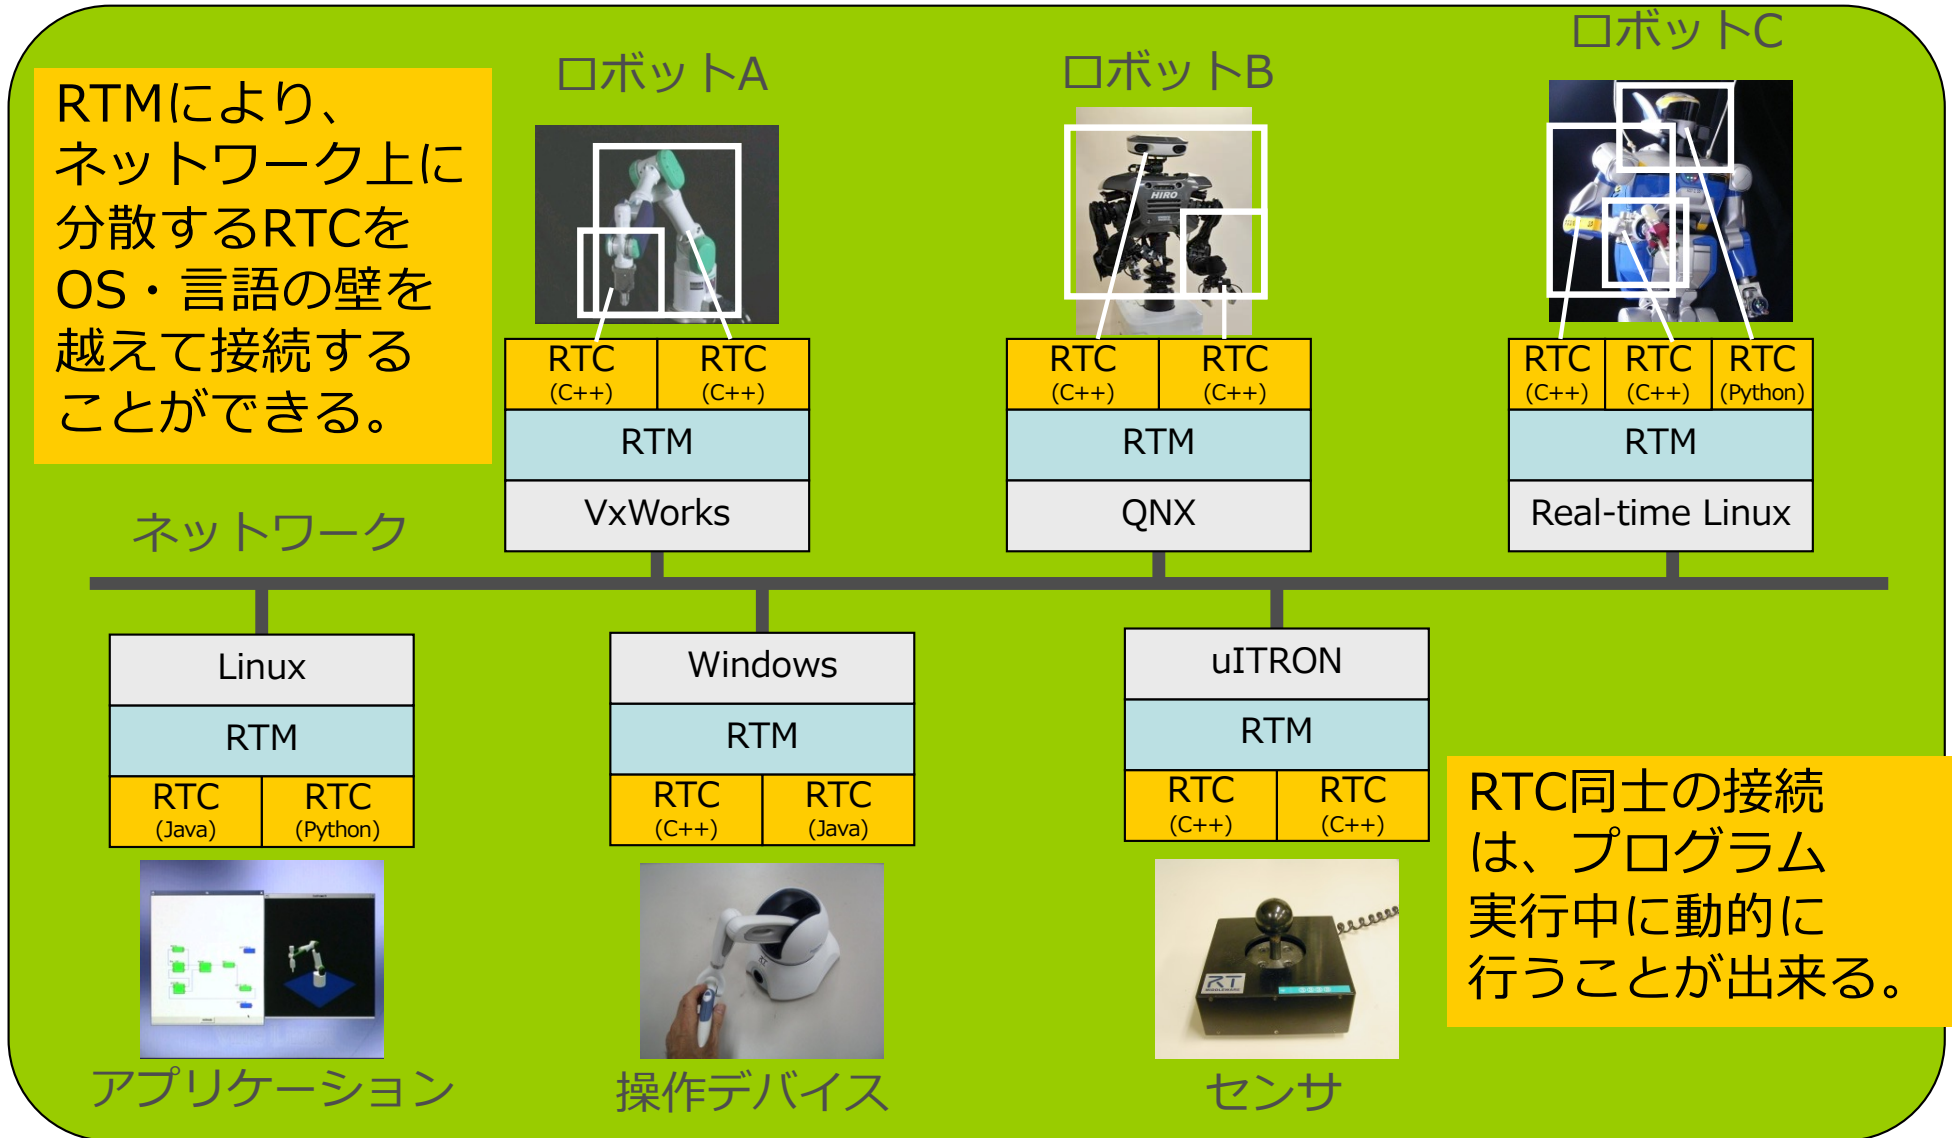 ロボットA
ロボットB
ロボットC
RTMにより、
ネットワーク上に
分散するRTCを
OS・言語の壁を
越えて接続する
ことができる。
HIRO
RTC
(C++)
RTC
(C++)
RTM
VxWorks
RTC
(C++)
RTC
(C++)
RTM
QNX
RTC
(C++)
RTC
(C++)
RTC
(Python)
RTM
Real-time Linux
ネットワーク
Linux
RTM
RTC
(Java)
RTC
(Python)
アプリケーション
Windows
RTM
RTC
(C++)
RTC
(Java)
操作デバイス
uITRON
RTM
RTC
(C++)
RTC
(C++)
RT
センサ
RTC同士の接続
は、プログラム
実行中に動的に
行うことが出来る。